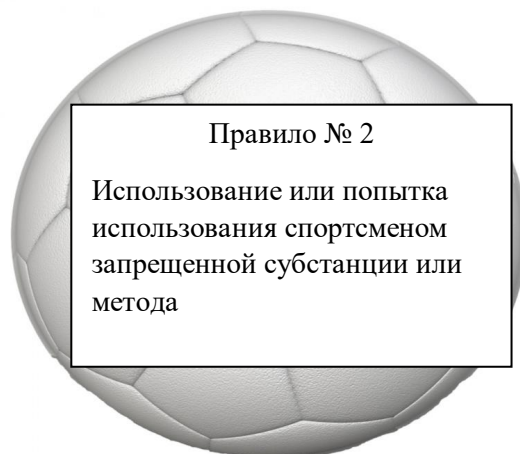 Правило № 2
Использование или попытка
использования спортсменом
запрещенной субстанции или
метода